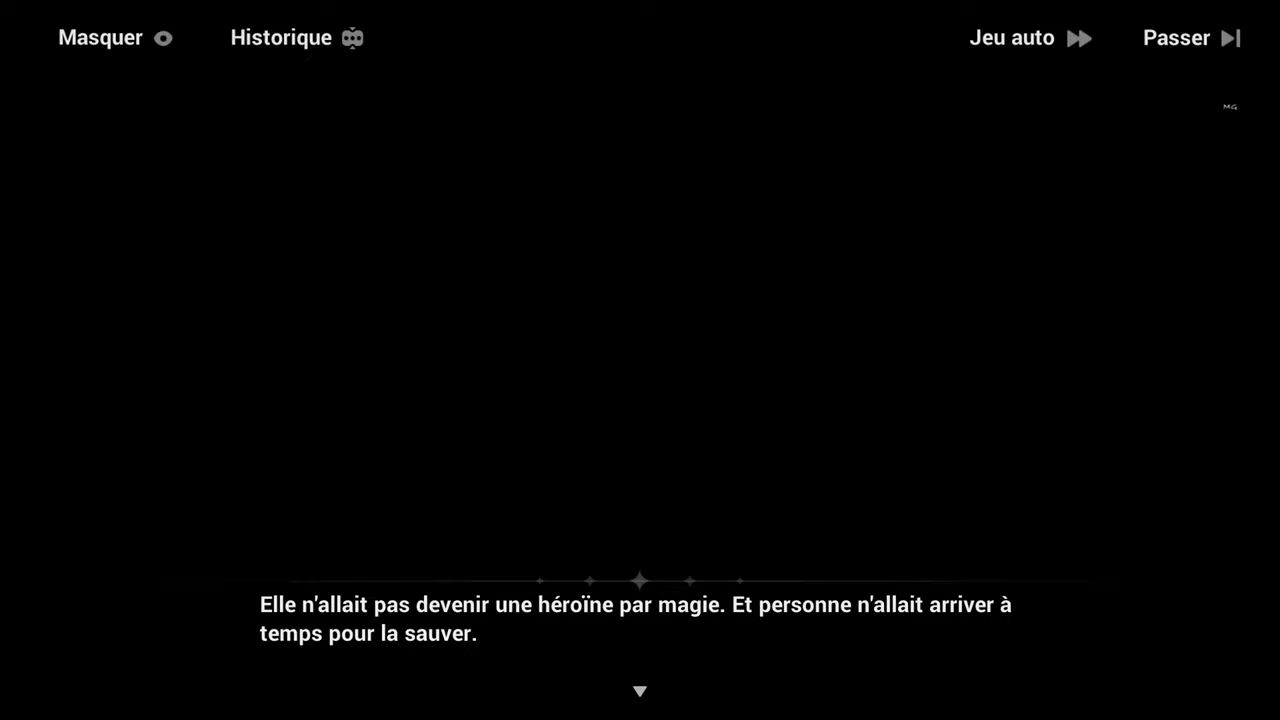 Masquer
Historique
Jeu auto
Passer
MG
Elle n'allait pas devenir une héroïne par magie. Et personne n'allait arriver à
temps pour la sauver.